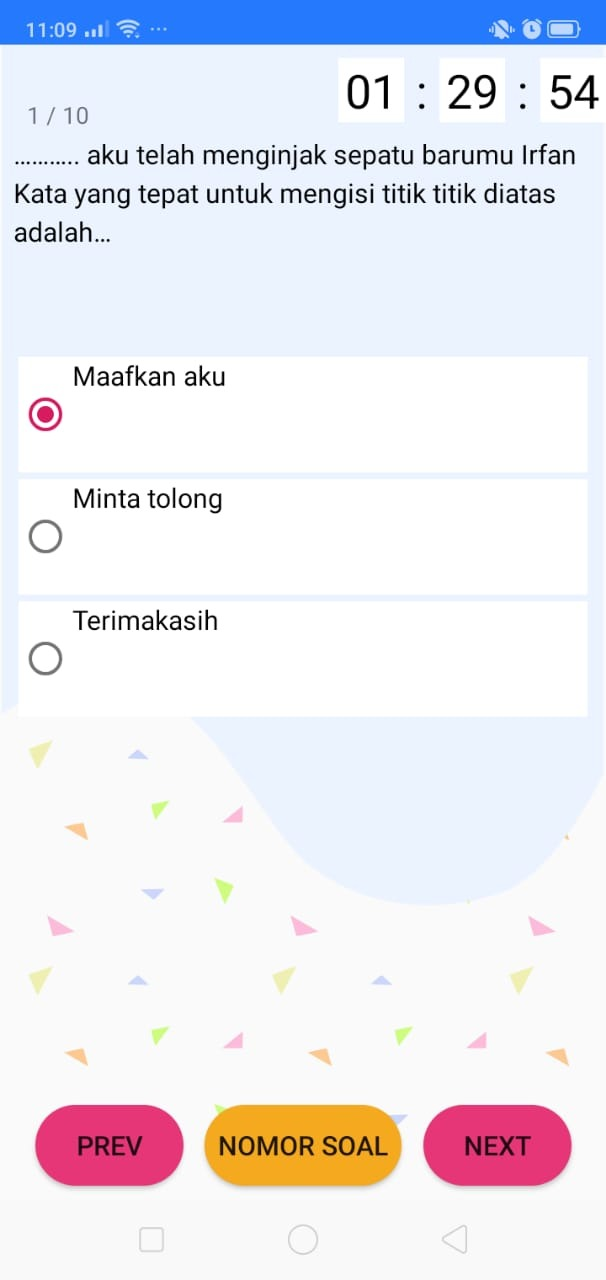 11:09
01 : 29 : 54
1 / 10
........... aku telah menginjak sepatu barumu Irfan
Kata yang tepat untuk mengisi titik titik diatas
adalah...
Maafkan aku
Minta tolong
Terimakasih
PREV
NOMOR SOAL
NEXT